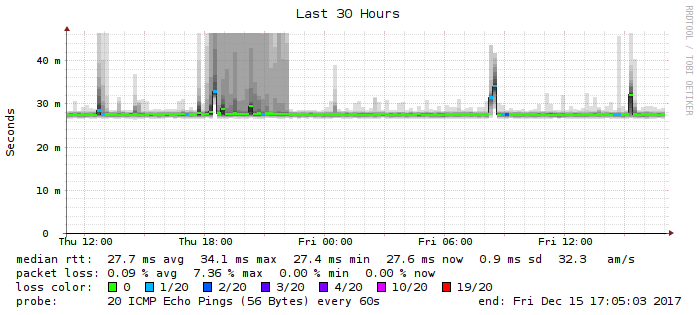 Last 30 Hours
RRDTOOL / TOBI OETIKER
Seconds
40 m
30 m
20 m
10 m
0
Thu 12:00 Thu 18:00 Fri 00:00 Fri 06:00 Fri 12:00
median rtt: 27.7 ms avg 34.1 ms max 27.4 ms min 27.6 ms now 0.9 ms sd 32.3 am/s
packet loss: 0.09 % avg 7.36 % max 0.00 % min 0.00 % now
loss color: 0 1/20 2/20 3/20 4/20 10/20 19/20
probe: 20 ICMP Echo Pings (56 Bytes) every 60s end: Fri Dec 15 17:05:03 2017